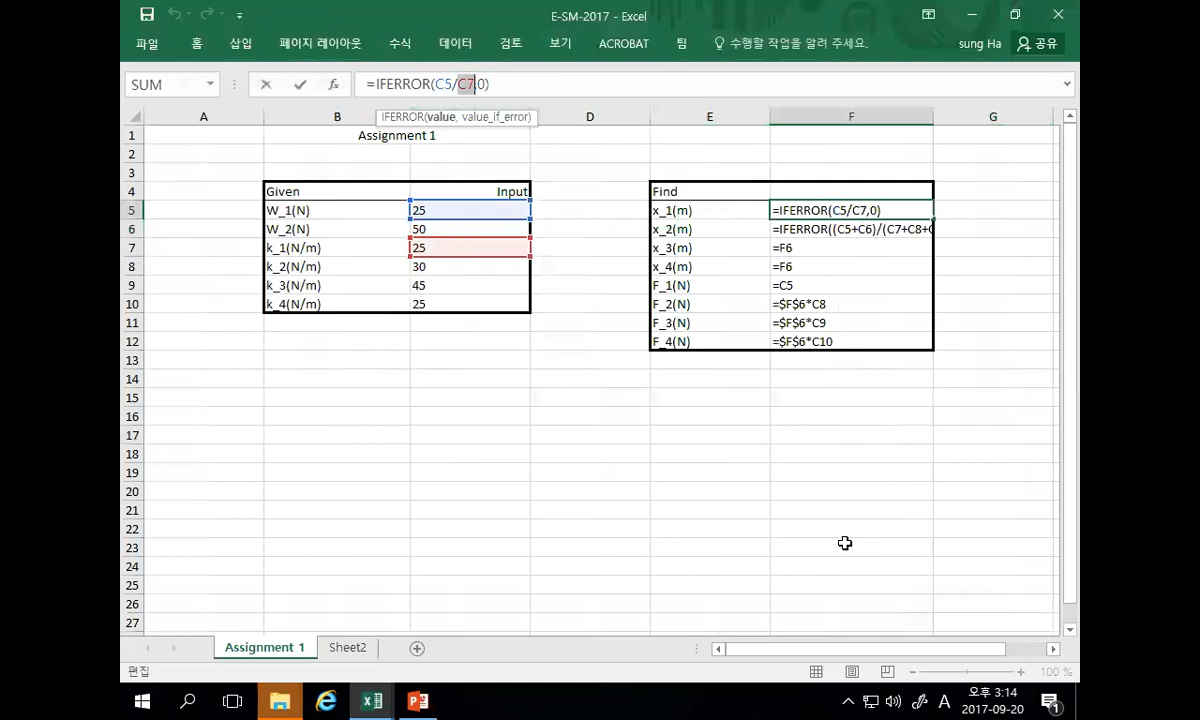 E-SM-2017 - Excel
파일 홈 삽입 페이지 레이아웃 수식 데이터 검토 보기 ACROBAT 팀 수행할 작업을 알려 주세요. sung Ha 공유
SUM fx =IFERROR(C5/C7,0)
IFERROR(value, value_if_error)
A B C D E F G
1 Assignment 1
2
3
4 Given Input Find
5 W_1(N) 25 x_1(m) =IFERROR(C5/C7,0)
6 W_2(N) 50 x_2(m) =IFERROR((C5+C6)/(C7+C8+
7 k_1(N/m) 25 x_3(m) =F6
8 k_2(N/m) 30 x_4(m) =F6
9 k_3(N/m) 45 F_1(N) =C5
10 k_4(N/m) 25 F_2(N) =$F$6*C8
11 F_3(N) =$F$6*C9
12 F_4(N) =$F$6*C10
13
14
15
16
17
18
19
20
21
22
23
24
25
26
27
Assignment 1 Sheet2
편집 100 %
A 오후 3:14
2017-09-20 1